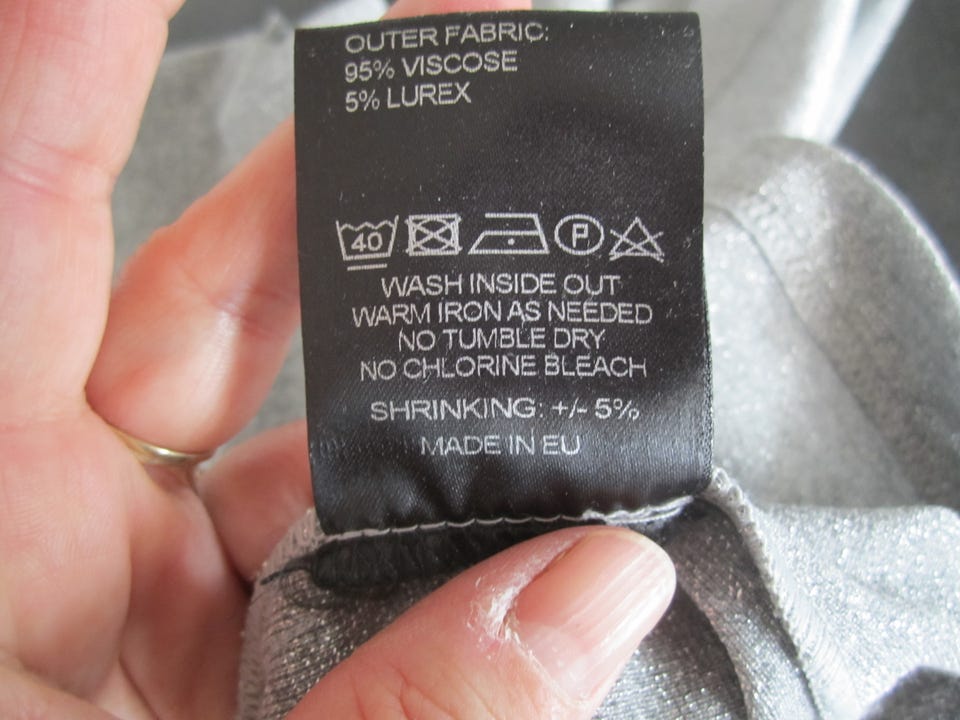 OUTER FABRIC:
95% VISCOSE
5% LUREX
40 P
WASH INSIDE OUT
WARM IRON AS NEEDED
NO TUMBLE DRY
NO CHLORINE BLEACH
SHRINKING: +/- 5%
MADE IN EU